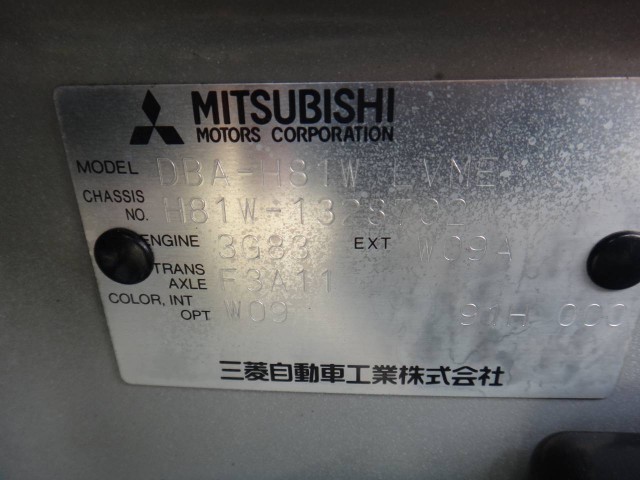 MITSUBISHI
MOTORS CORPORATION
MODEL DBA-H81W LVME
CHASSIS NO. H81W-1328702
ENGINE 3G83 EXT W09A
TRANS AXLE F3A11
COLOR, INT OPT W09 91H 000
三菱自動車工業株式会社